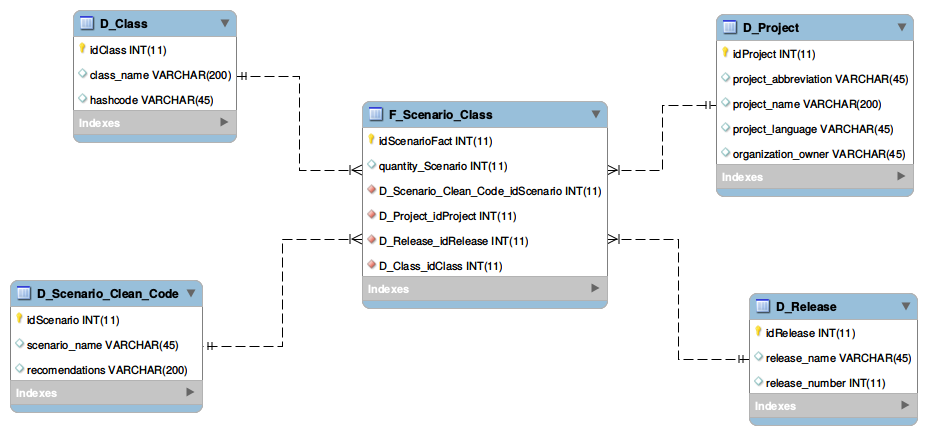 D_Class
idClass INT(11)
class_name VARCHAR(200)
hashcode VARCHAR(45)
Indexes
D_Project
idProject INT(11)
project_abbreviation VARCHAR(45)
project_name VARCHAR(200)
project_language VARCHAR(45)
organization_owner VARCHAR(45)
Indexes
F_Scenario_Class
idScenarioFact INT(11)
quantity_Scenario INT(11)
D_Scenario_Clean_Code_idScenario INT(11)
D_Project_idProject INT(11)
D_Release_idRelease INT(11)
D_Class_idClass INT(11)
Indexes
D_Scenario_Clean_Code
idScenario INT(11)
scenario_name VARCHAR(45)
recomendations VARCHAR(200)
Indexes
D_Release
idRelease INT(11)
release_name VARCHAR(45)
release_number INT(11)
Indexes